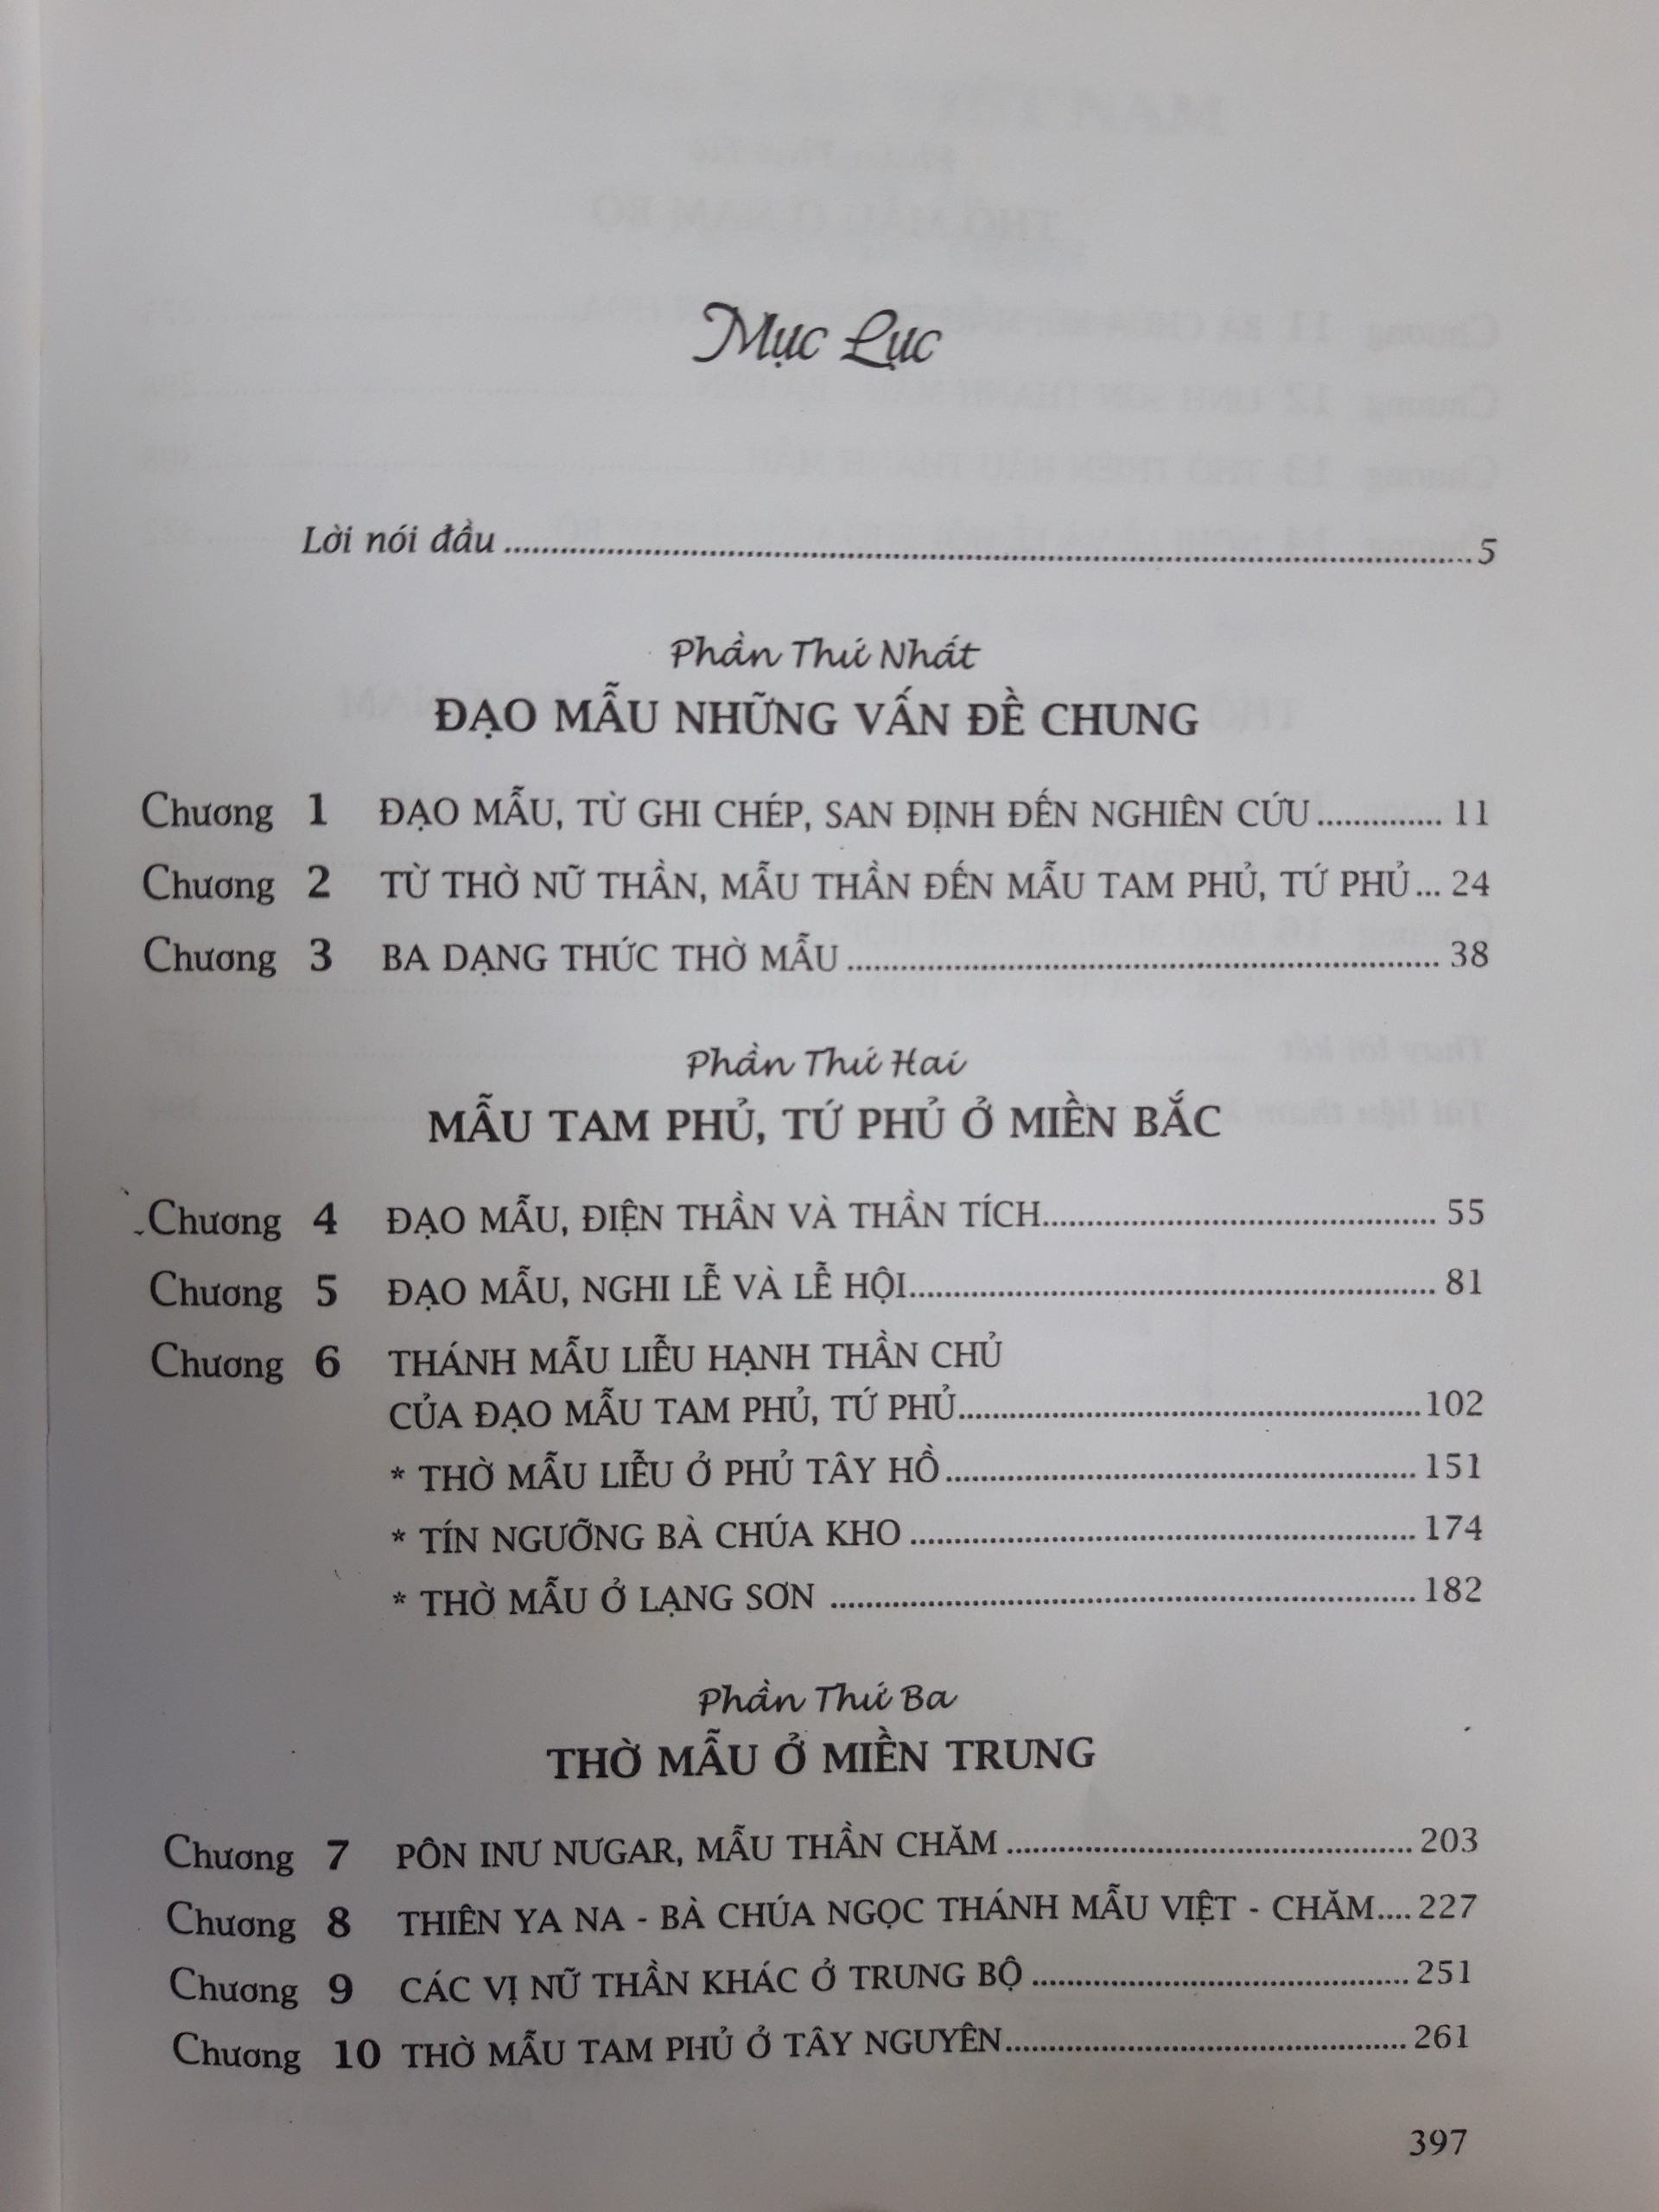 Mục Lục
Lời nói đầu ........................................ 5
Phần Thứ Nhất
ĐẠO MẪU NHỮNG VẤN ĐỀ CHUNG
Chương 1 ĐẠO MẪU, TỪ GHI CHÉP, SAN ĐỊNH ĐẾN NGHIÊN CỨU .............. 11
Chương 2 TỪ THỜ NỮ THẦN, MẪU THẦN ĐẾN MẪU TAM PHỦ, TỨ PHỦ ... 24
Chương 3 BA DẠNG THỨC THỜ MẪU ........................................ 38
Phần Thứ Hai
MẪU TAM PHỦ, TỨ PHỦ Ở MIỀN BẮC
Chương 4 ĐẠO MẪU, ĐIỆN THẦN VÀ THẦN TÍCH ........................................ 55
Chương 5 ĐẠO MẪU, NGHI LỄ VÀ LỄ HỘI ........................................ 81
Chương 6 THÁNH MẪU LIỄU HẠNH THẦN CHỦ
CỦA ĐẠO MẪU TAM PHỦ, TỨ PHỦ ........................................ 102
* THỜ MẪU LIỄU Ở PHỦ TÂY HỒ ........................................ 151
* TÍN NGƯỠNG BÀ CHÚA KHO ........................................ 174
* THỜ MẪU Ở LẠNG SƠN ........................................ 182
Phần Thứ Ba
THỜ MẪU Ở MIỀN TRUNG
Chương 7 PÔN INƯ NƯGAR, MẪU THẦN CHĂM ........................................ 203
Chương 8 THIÊN YA NA - BÀ CHÚA NGỌC THÁNH MẪU VIỆT - CHĂM .... 227
Chương 9 CÁC VỊ NỮ THẦN KHÁC Ở TRUNG BỘ ........................................ 251
Chương 10 THỜ MẪU TAM PHỦ Ở TÂY NGUYÊN ........................................ 261
397